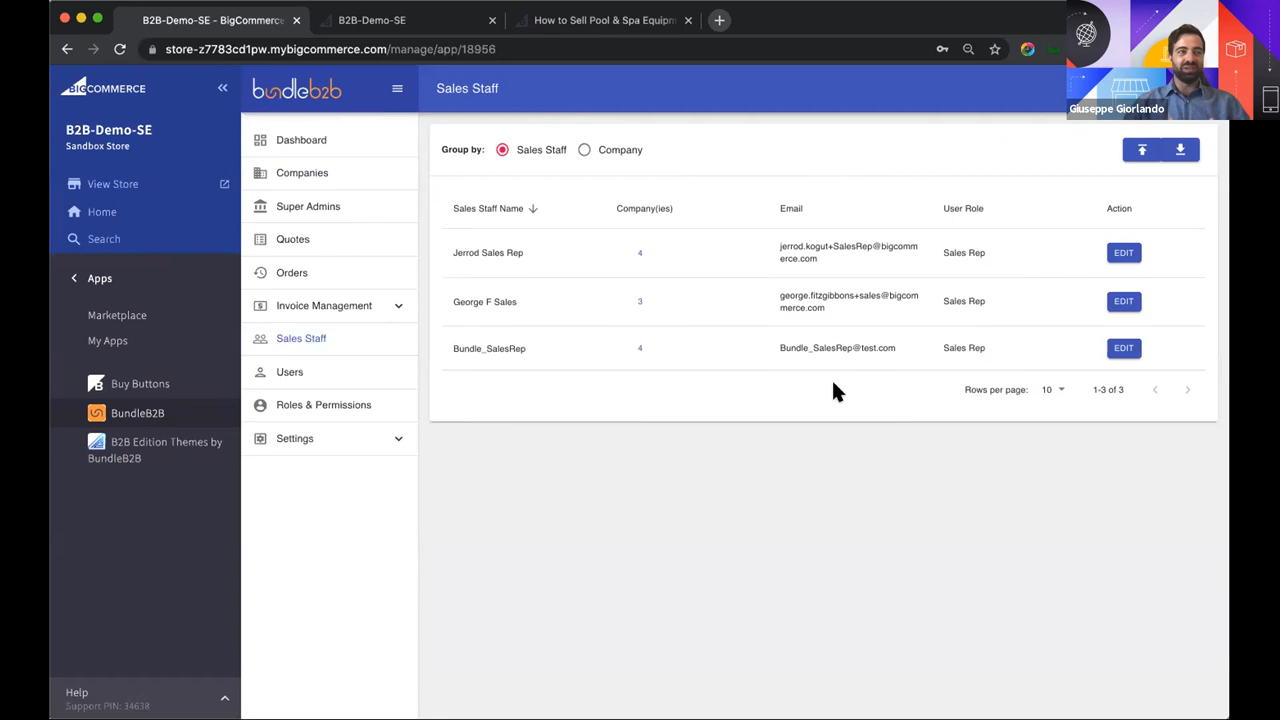 B2B-Demo-SE - BigCommerce
B2B-Demo-SE
How to Sell Pool & Spa Equipm
store-z7783cd1pw.mybigcommerce.com/manage/app/18956
Giuseppe Giorlando
BIGCOMMERCE
B2B-Demo-SE
Sandbox Store
View Store
Home
Search
Apps
Marketplace
My Apps
Buy Buttons
BundleB2B
B2B Edition Themes by
BundleB2B
Help
Support PIN: 34638
bundleb2b
Dashboard
Companies
Super Admins
Quotes
Orders
Invoice Management
Sales Staff
Users
Roles & Permissions
Settings
Sales Staff
Group by: Sales Staff Company
Sales Staff Name Company(ies) Email User Role Action
Jerrod Sales Rep 4 jerrod.kogut+SalesRep@bigcomm
erce.com Sales Rep EDIT
George F Sales 3 george.fitzgibbons+sales@bigcom
merce.com Sales Rep EDIT
Bundle_SalesRep 4 Bundle_SalesRep@test.com Sales Rep EDIT
Rows per page: 10 1-3 of 3